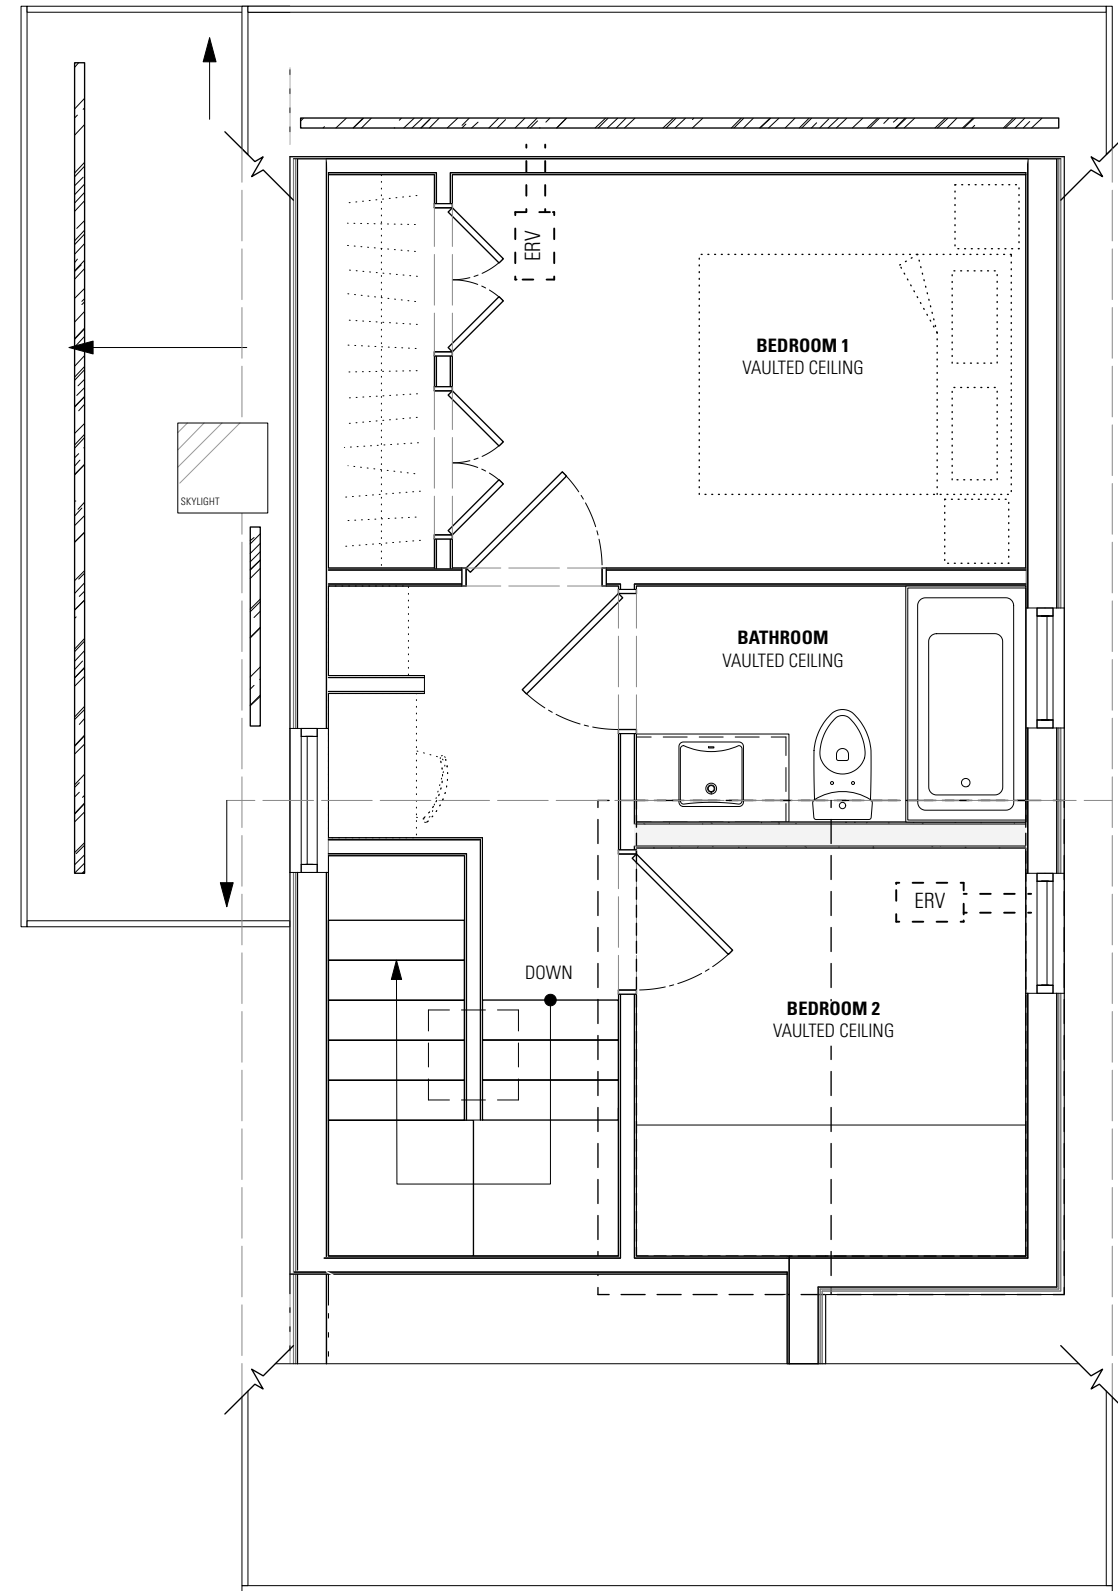 ERV
BEDROOM 1
VAULTED CEILING
SKYLIGHT
BATHROOM
VAULTED CEILING
ERV
DOWN
BEDROOM 2
VAULTED CEILING